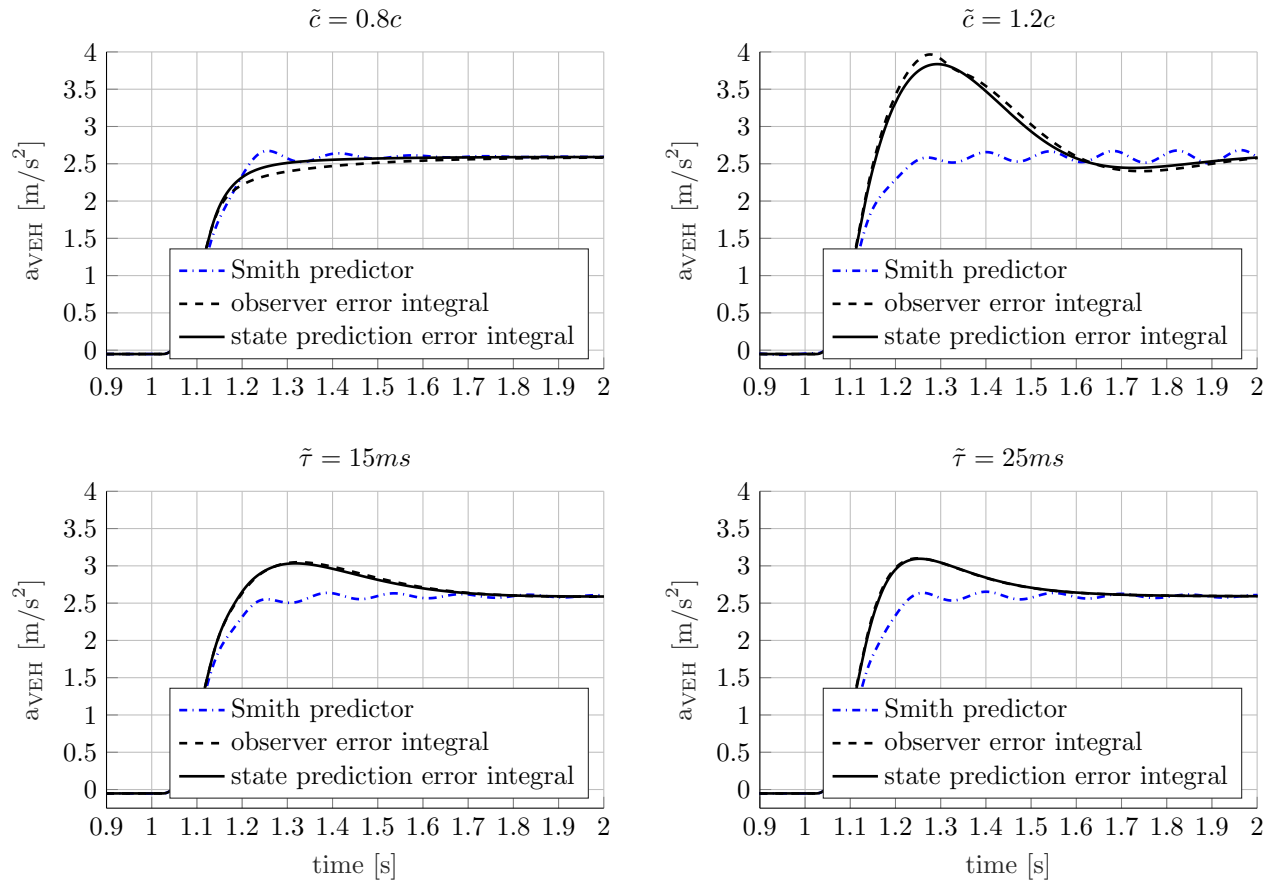 c̃ = 0.8c
4
3.5
3
2.5
2
1.5
1
0.5
0
a_VEH [m/s²]
Smith predictor
observer error integral
state prediction error integral
0.9 1 1.1 1.2 1.3 1.4 1.5 1.6 1.7 1.8 1.9 2
c̃ = 1.2c
4
3.5
3
2.5
2
1.5
1
0.5
0
a_VEH [m/s²]
Smith predictor
observer error integral
state prediction error integral
0.9 1 1.1 1.2 1.3 1.4 1.5 1.6 1.7 1.8 1.9 2
τ̃ = 15ms
4
3.5
3
2.5
2
1.5
1
0.5
0
a_VEH [m/s²]
Smith predictor
observer error integral
state prediction error integral
0.9 1 1.1 1.2 1.3 1.4 1.5 1.6 1.7 1.8 1.9 2
time [s]
τ̃ = 25ms
4
3.5
3
2.5
2
1.5
1
0.5
0
a_VEH [m/s²]
Smith predictor
observer error integral
state prediction error integral
0.9 1 1.1 1.2 1.3 1.4 1.5 1.6 1.7 1.8 1.9 2
time [s]